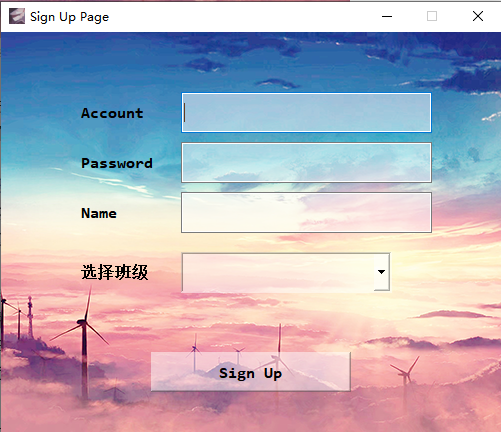 Sign Up Page
Account
Password
Name
选择班级
Sign Up